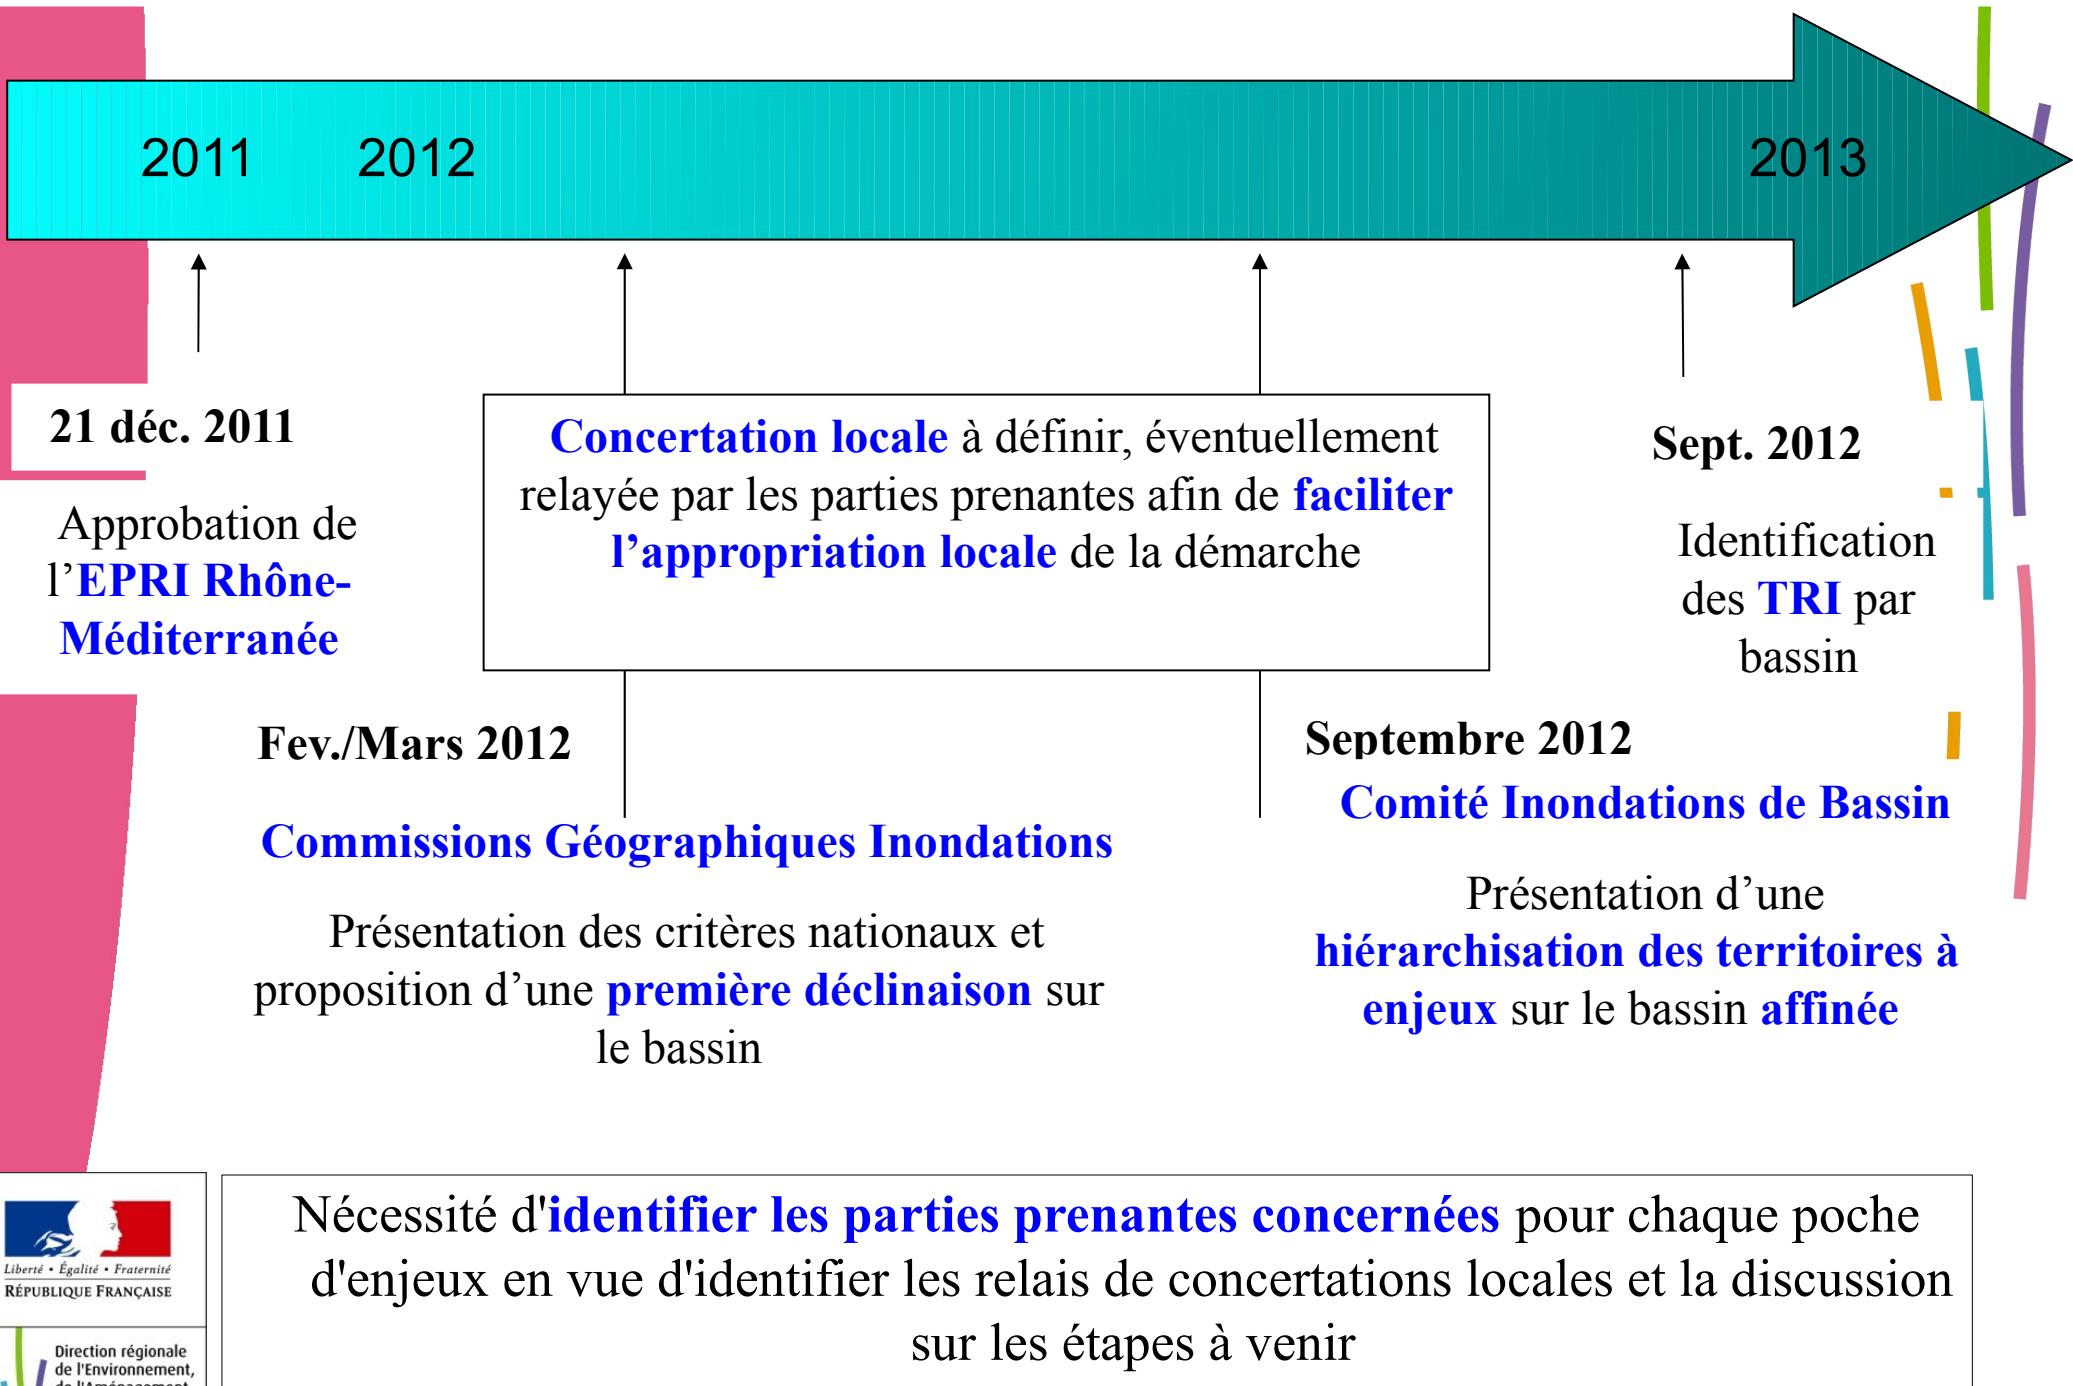 2011 2012 2013
21 déc. 2011
Approbation de
l’EPRI Rhône-
Méditerranée
Concertation locale à définir, éventuellement
relayée par les parties prenantes afin de faciliter
l’appropriation locale de la démarche
Sept. 2012
Identification
des TRI par
bassin
Fev./Mars 2012
Commissions Géographiques Inondations
Présentation des critères nationaux et
proposition d’une première déclinaison sur
le bassin
Septembre 2012
Comité Inondations de Bassin
Présentation d’une
hiérarchisation des territoires à
enjeux sur le bassin affinée
Nécessité d'identifier les parties prenantes concernées pour chaque poche
d'enjeux en vue d'identifier les relais de concertations locales et la discussion
sur les étapes à venir
Liberté • Égalité • Fraternité
RÉPUBLIQUE FRANÇAISE
Direction régionale
de l'Environnement,
de l'Aménagement